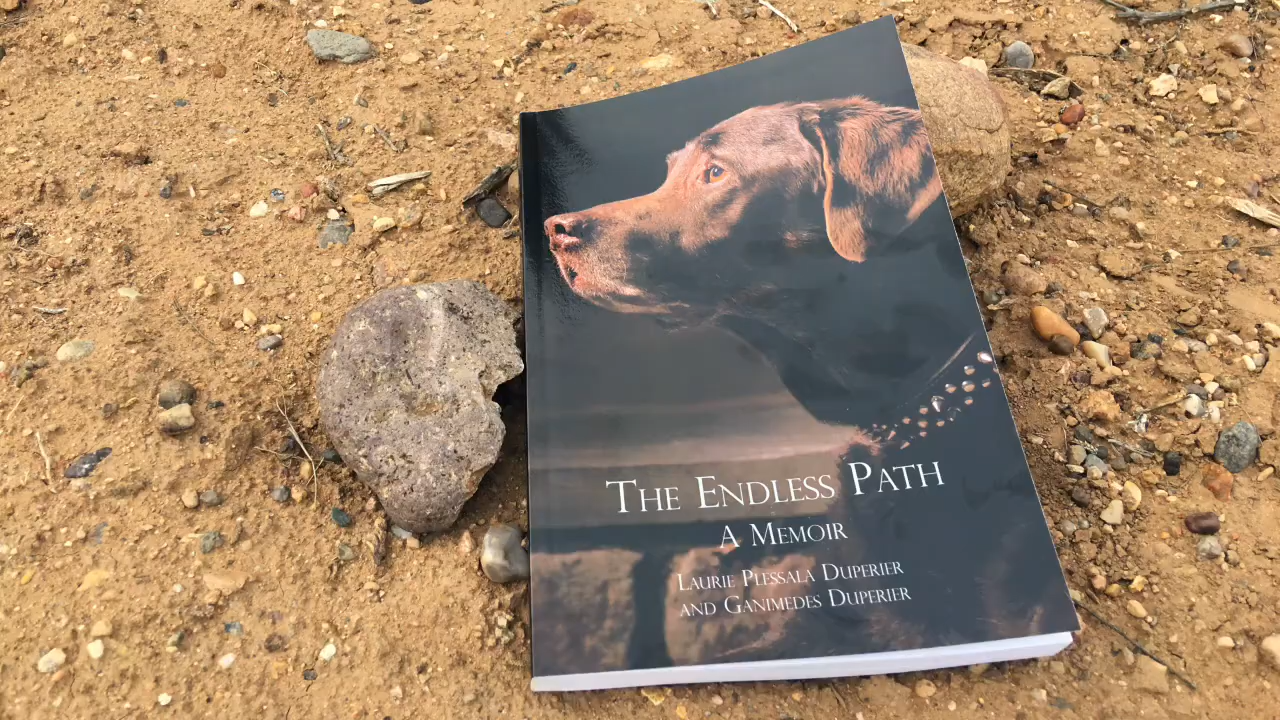 The Endless Path
A Memoir
Laurie Plessala Duperier
and Ganimedes Duperier